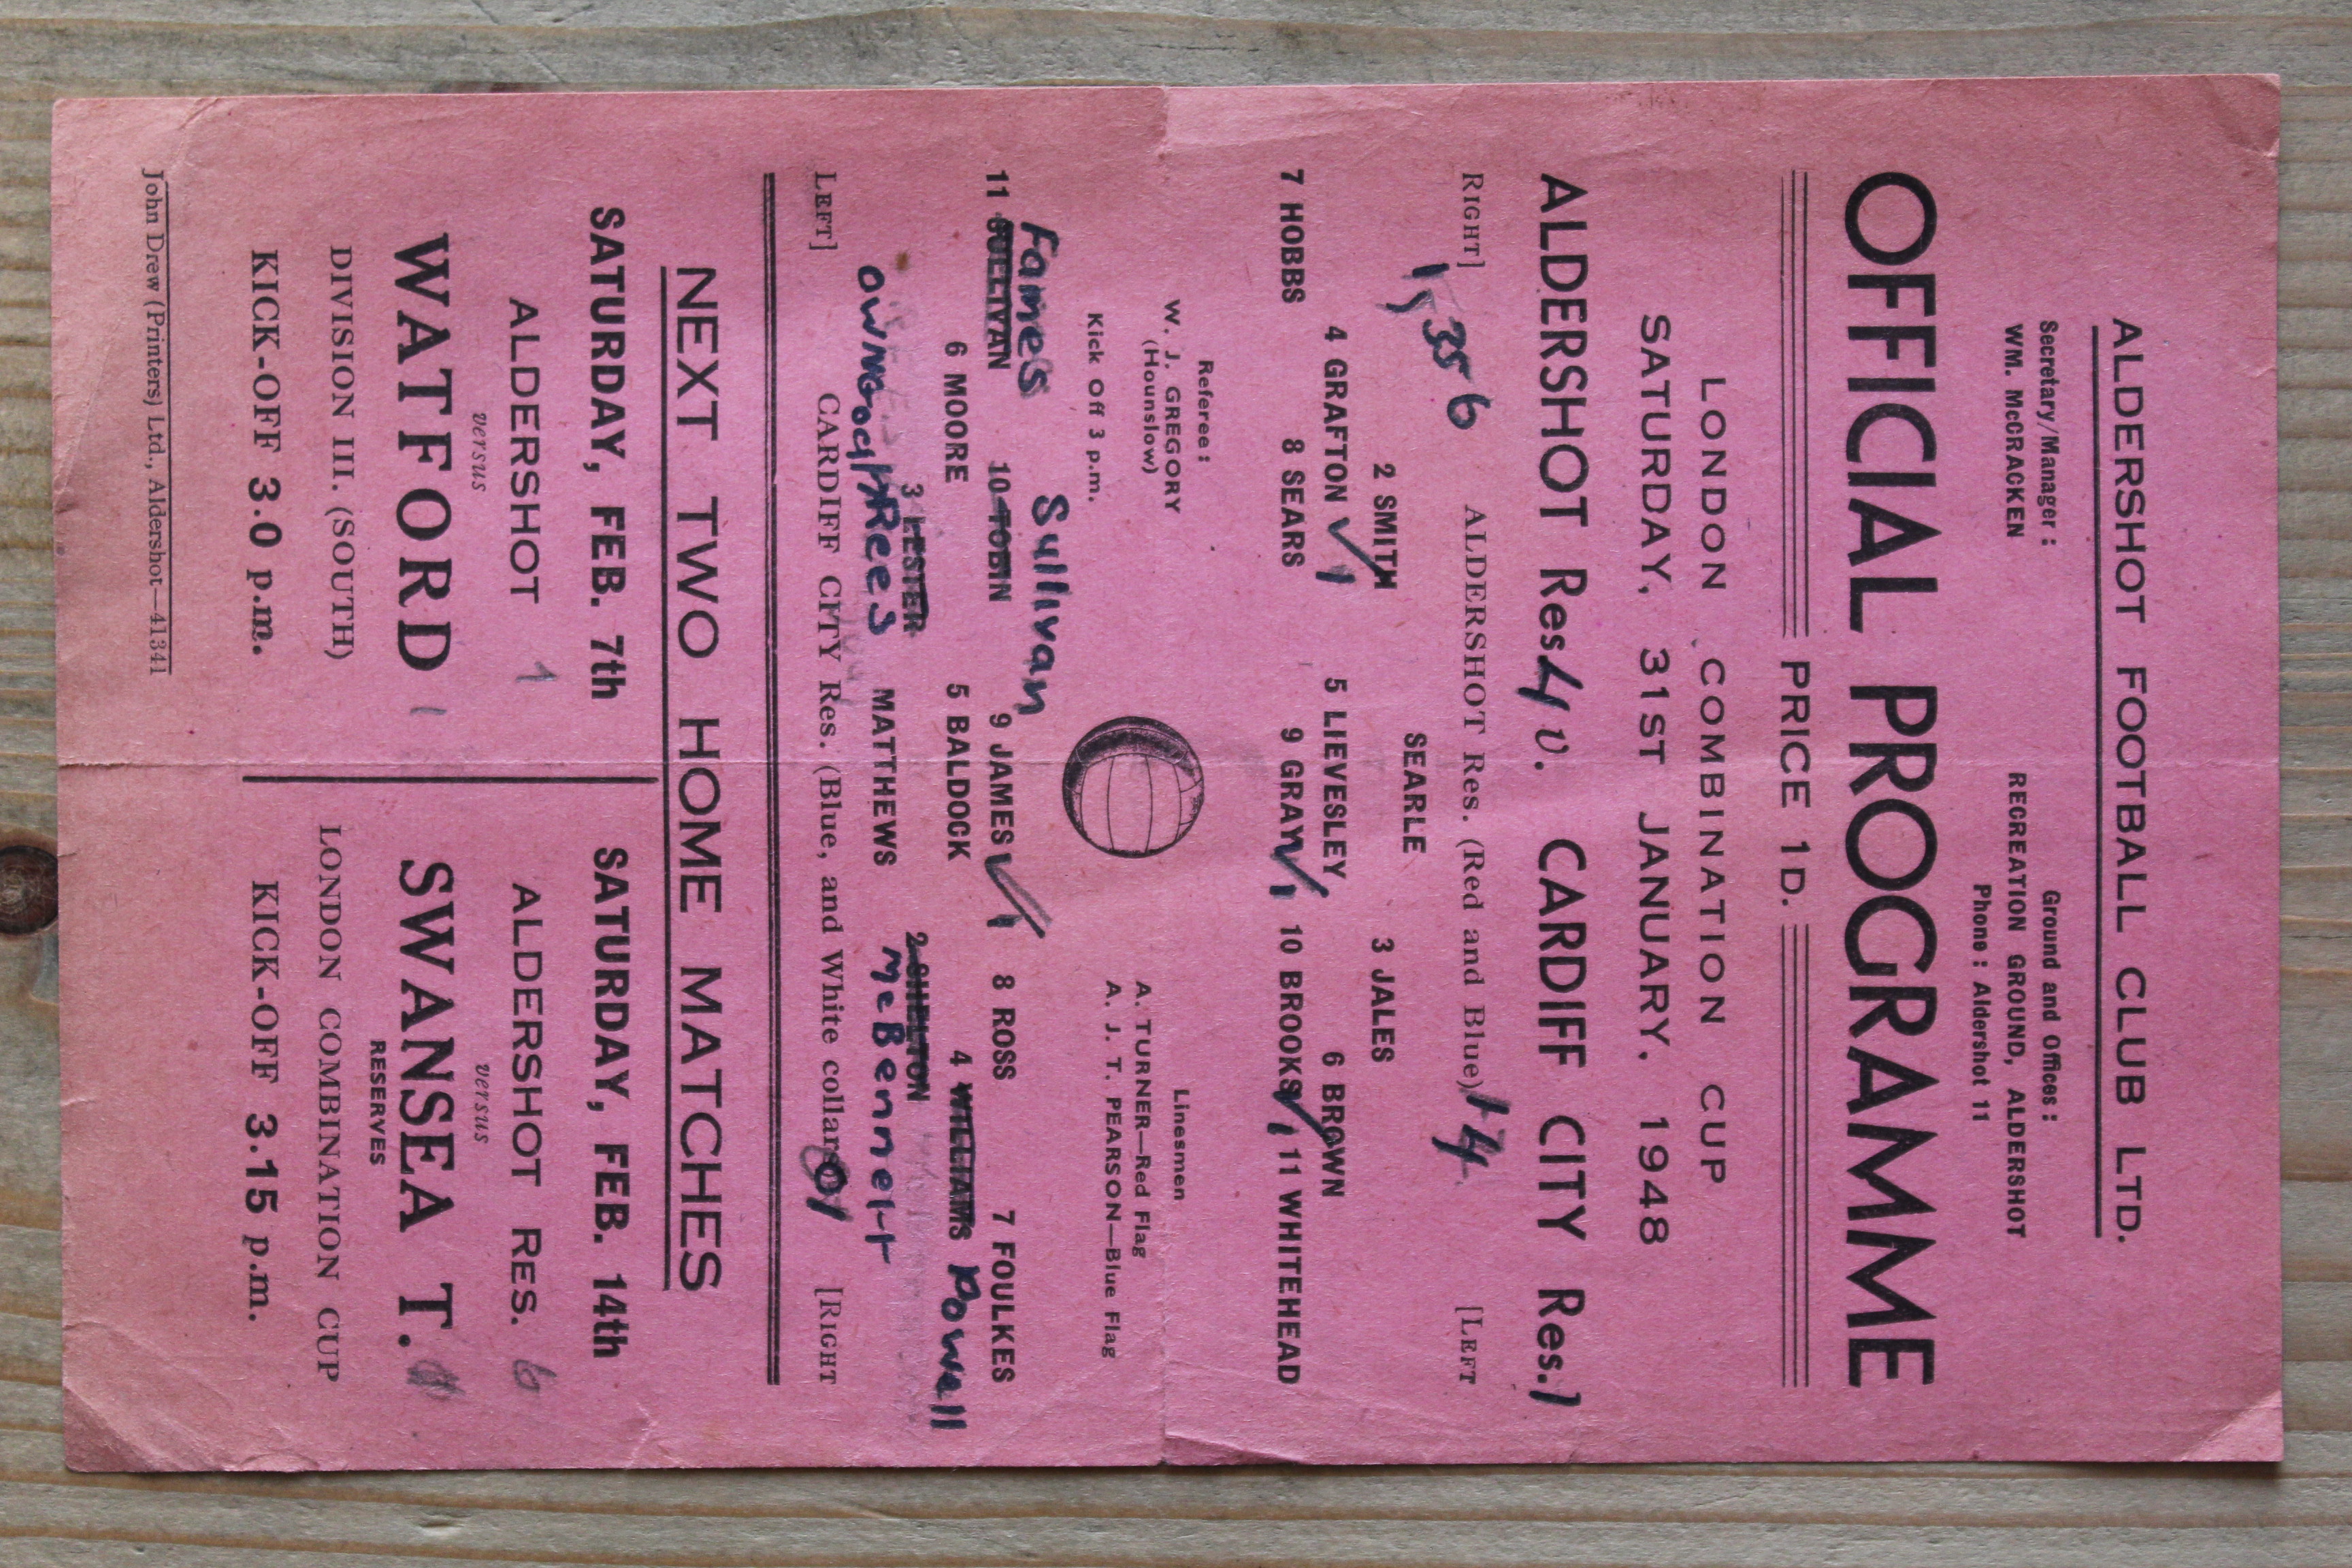 ALDERSHOT FOOTBALL CLUB LTD.
Secretary/Manager : Ground and Offices :
WM. McCRACKEN RECREATION GROUND, ALDERSHOT
Phone : Aldershot 11
OFFICIAL PROGRAMME
PRICE 1D.
LONDON COMBINATION CUP
SATURDAY, 31ST JANUARY, 1948
ALDERSHOT Res. 4 v. CARDIFF CITY Res. 1
RIGHT] ALDERSHOT Res. (Red and Blue) [LEFT
SEARLE
2 SMITH 3 JALES
4 GRAFTON 1 5 LIEVESLEY 6 BROWN
7 HOBBS 8 SEARS 9 GRAY 1 10 BROOKS 1 11 WHITEHEAD
Referee :
W. J. GREGORY
(Hounslow)
Kick Off 3 p.m.
Linesmen
A. TURNER—Red Flag
A. J. T. PEARSON—Blue Flag
Sullivan
11 SULLIVAN 10 TOBIN 9 JAMES 1 8 ROSS 7 FOULKES
6 MOORE 5 BALDOCK 4 WILLIAMS Powell
3 LESTER 2 CHILTON
Rees MATTHEWS McBennett
LEFT] CARDIFF CITY Res. (Blue, and White collar [RIGHT
NEXT TWO HOME MATCHES
SATURDAY, FEB. 7th
ALDERSHOT 1
versus
WATFORD 1
DIVISION III. (SOUTH)
KICK-OFF 3.0 p.m.
SATURDAY, FEB. 14th
ALDERSHOT RES. 6
versus
SWANSEA T.
RESERVES
LONDON COMBINATION CUP
KICK-OFF 3.15 p.m.
John Drew (Printers) Ltd., Aldershot—41341